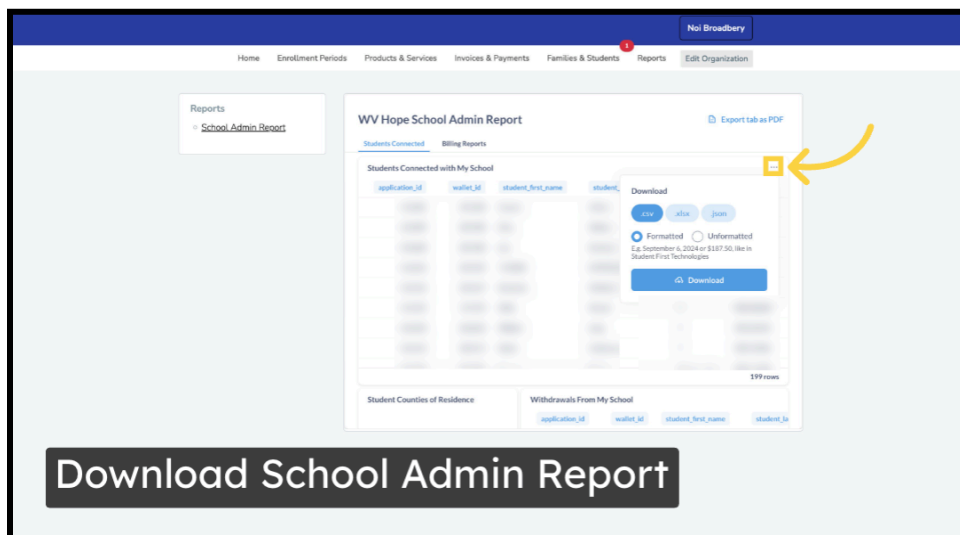 Noi Broadbery
1
Home Enrollment Periods Products & Services Invoices & Payments Families & Students Reports Edit Organization
Reports
School Admin Report
WV Hope School Admin Report
Export tab as PDF
Students Connected Billing Reports
Students Connected with My School
...
application_id wallet_id student_first_name student_
Download
.csv .xlsx .json
Formatted Unformatted
E.g. September 6, 2024 or $187.50, like in
Student First Technologies
Download
199 rows
Student Counties of Residence
Withdrawals From My School
application_id wallet_id student_first_name student_la
Download School Admin Report